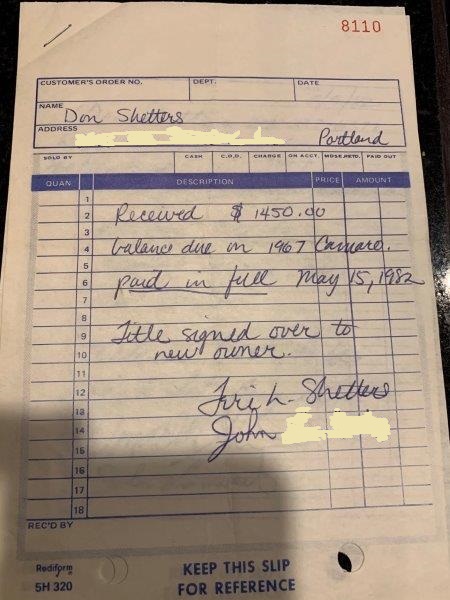 8110
CUSTOMER'S ORDER NO. DEPT. DATE
NAME Don Shetters
ADDRESS Portland
SOLD BY CASH C.O.D. CHARGE ON ACCT. MDSE. RETD. PAID OUT
QUAN DESCRIPTION PRICE AMOUNT
1
2 Received $ 1450.00
3
4 balance due on 1967 Camaro.
5
6 paid in full May 15, 1982
7
8
9 Title signed over to
10 new owner.
11
12 L. Shetters
13
14 John
15
16
17
18
REC'D BY
Rediform® KEEP THIS SLIP
5H 320 FOR REFERENCE